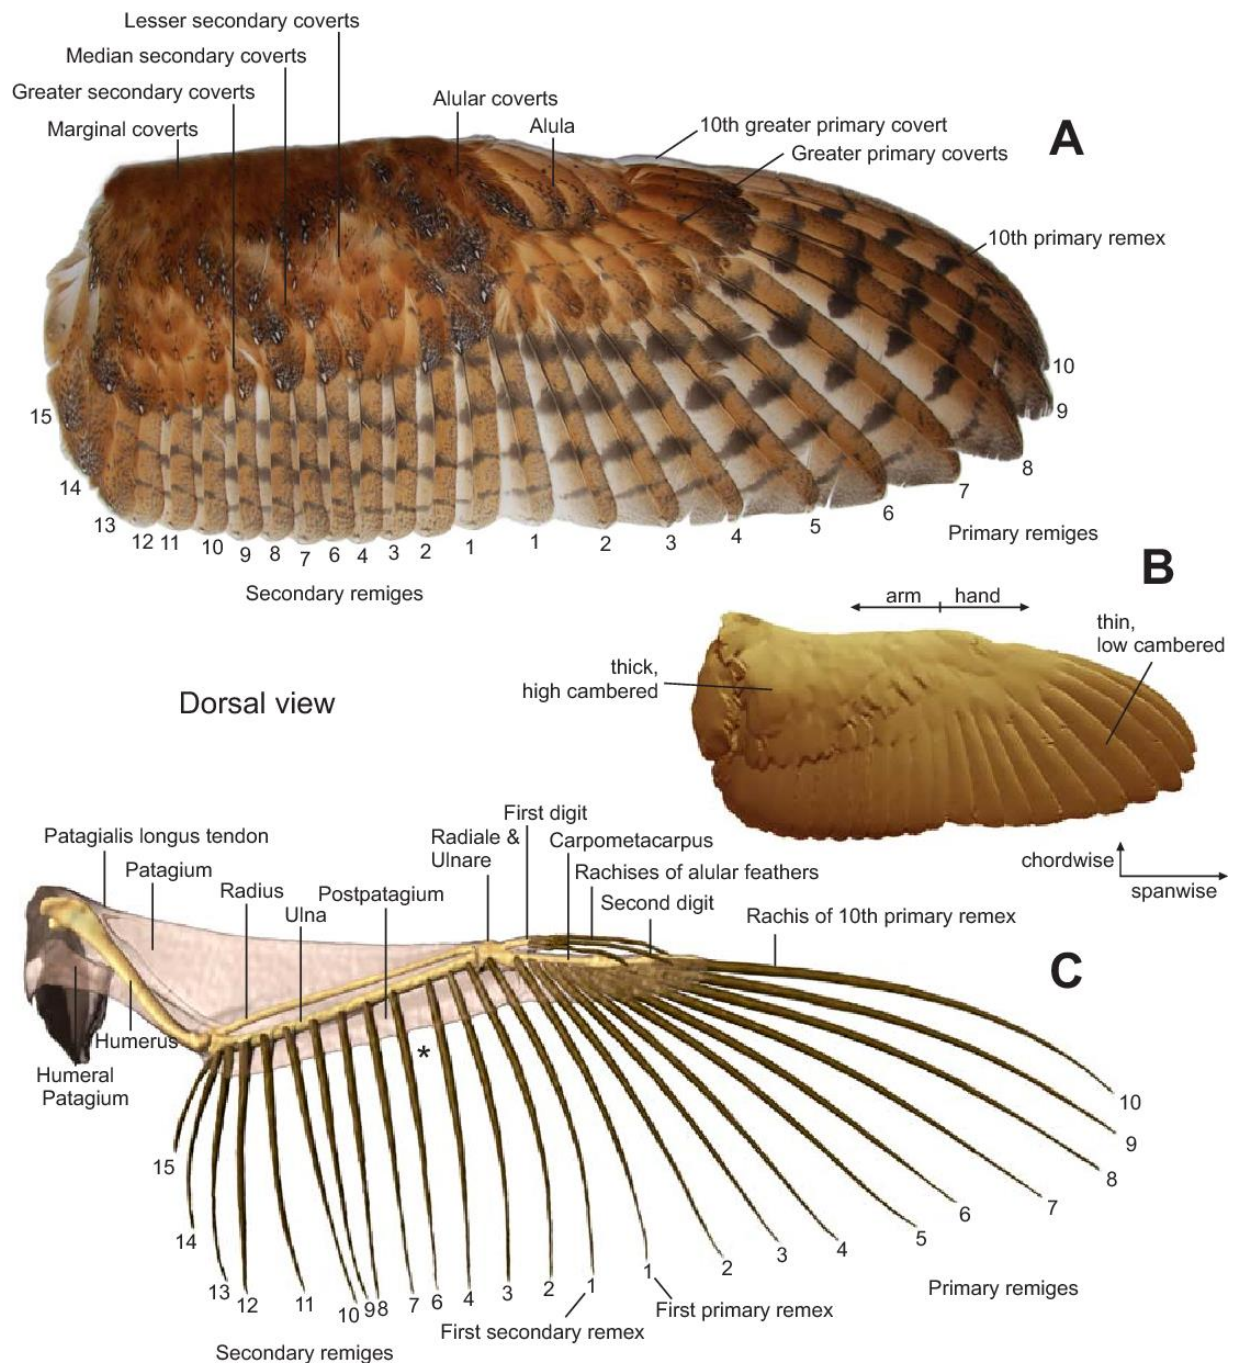 Lesser secondary coverts
Median secondary coverts
Greater secondary coverts
Marginal coverts
Alular coverts
Alula
10th greater primary covert
Greater primary coverts
A
10th primary remex
10
9
8
7
6
5
4
3
2
1
Primary remiges
15
14
13
12
11
10
9
8
7
6
4
3
2
1
Secondary remiges
B
arm
hand
thin,
low cambered
thick,
high cambered
Dorsal view
chordwise
spanwise
First digit
Patagialis longus tendon
Radiale &
Ulnare
Carpometacarpus
Patagium
Radius
Postpatagium
Rachises of alular feathers
Ulna
Second digit
Rachis of 10th primary remex
C
Humerus
*
Humeral
Patagium
15
14
13
12
11
10
9
8
7
6
4
3
2
1
1
2
3
4
5
6
7
8
9
10
First primary remex
Primary remiges
First secondary remex
Secondary remiges